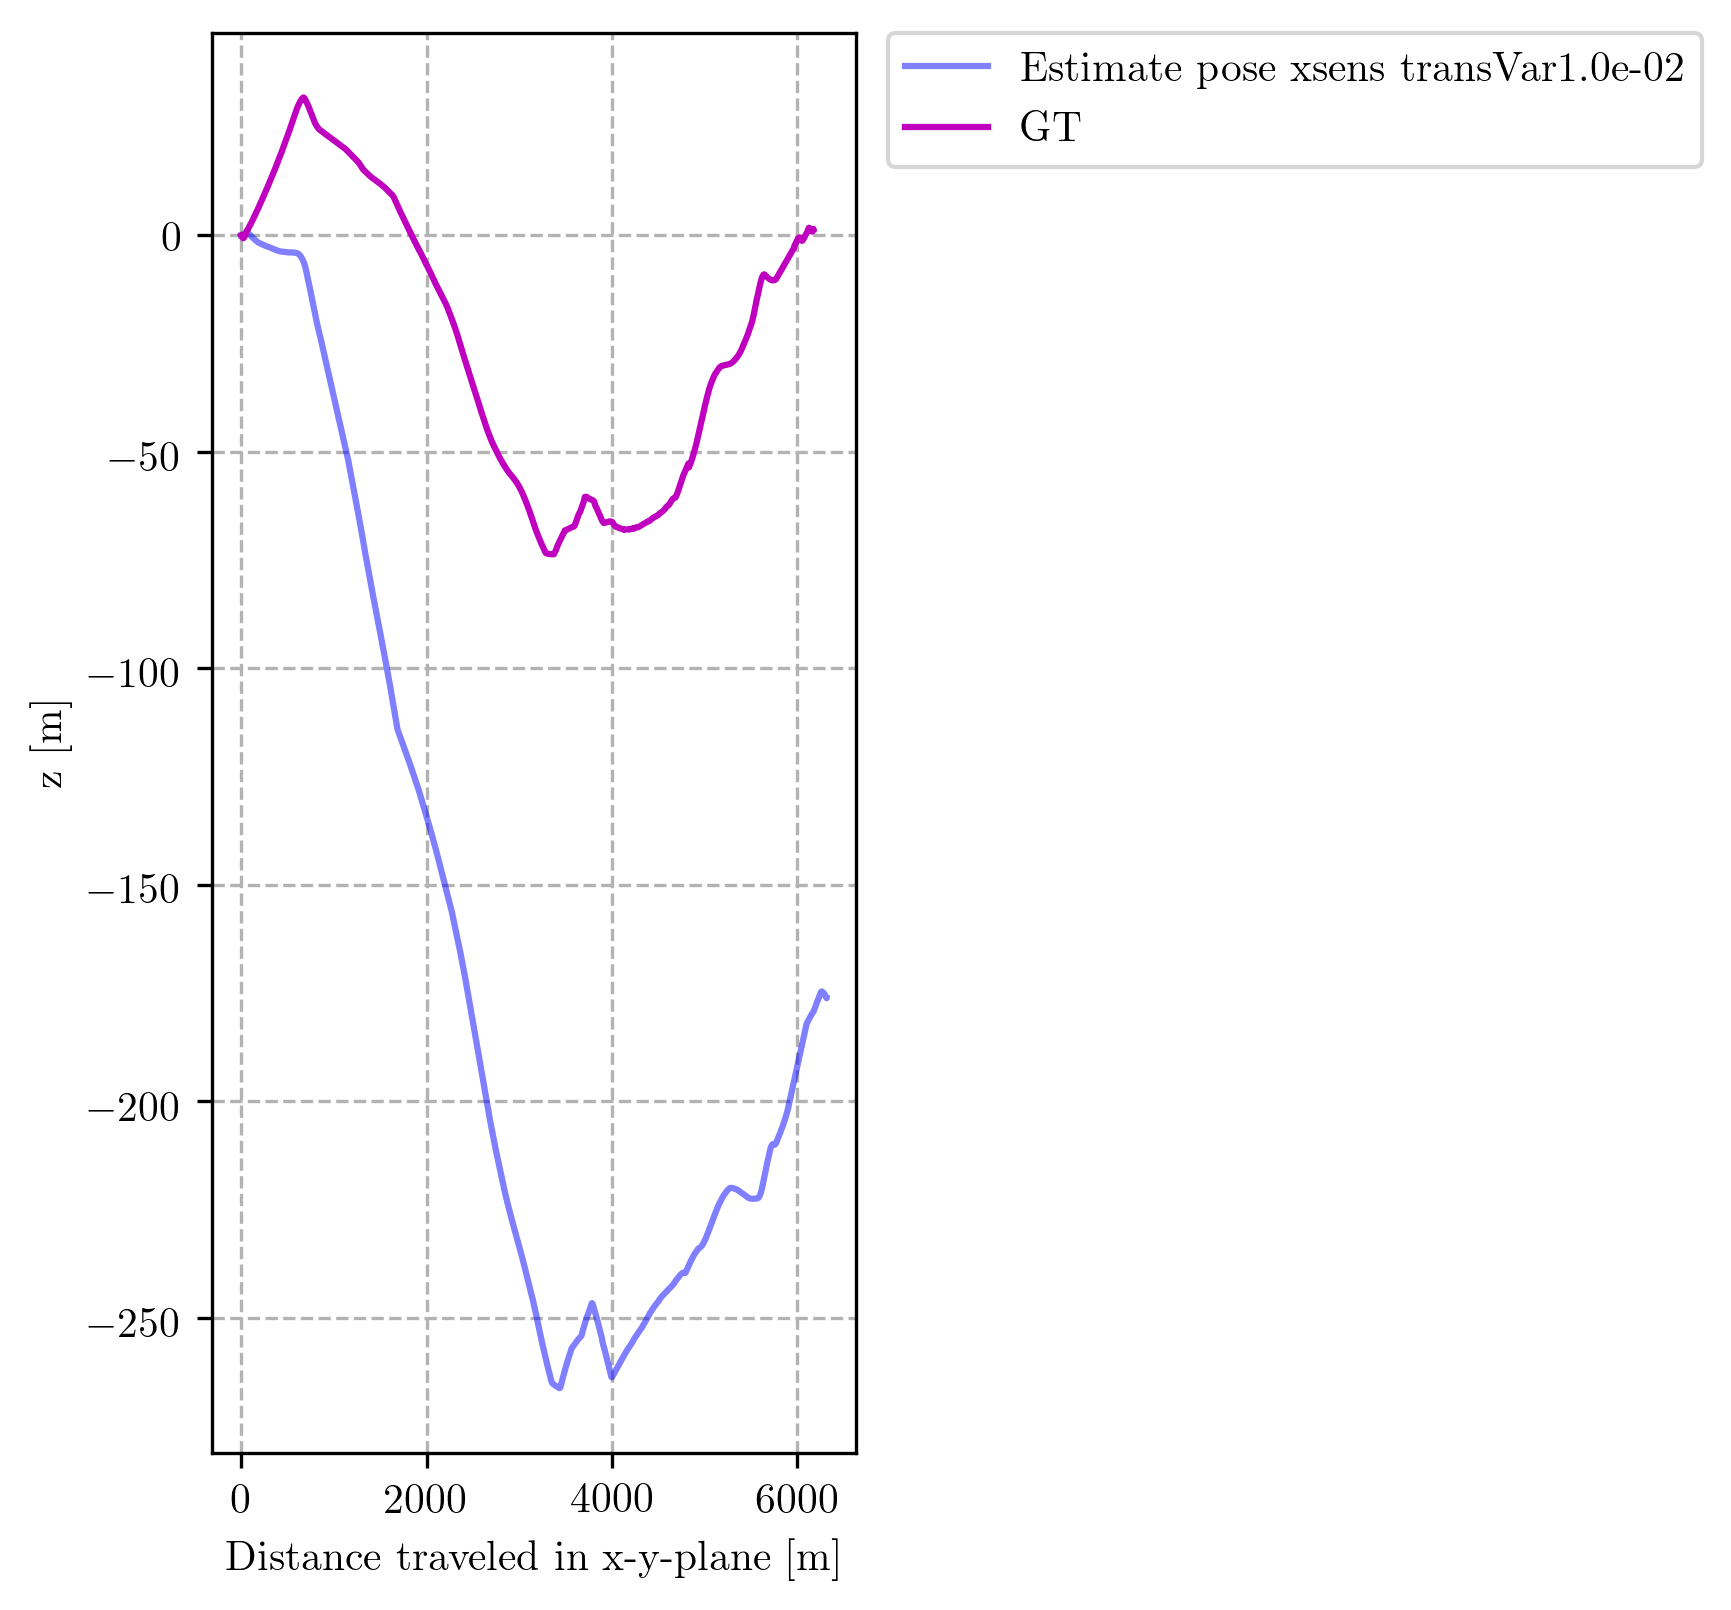 Estimate pose xsens transVar1.0e-02
GT
0
−50
−100
−150
−200
−250
z [m]
0 2000 4000 6000
Distance traveled in x-y-plane [m]